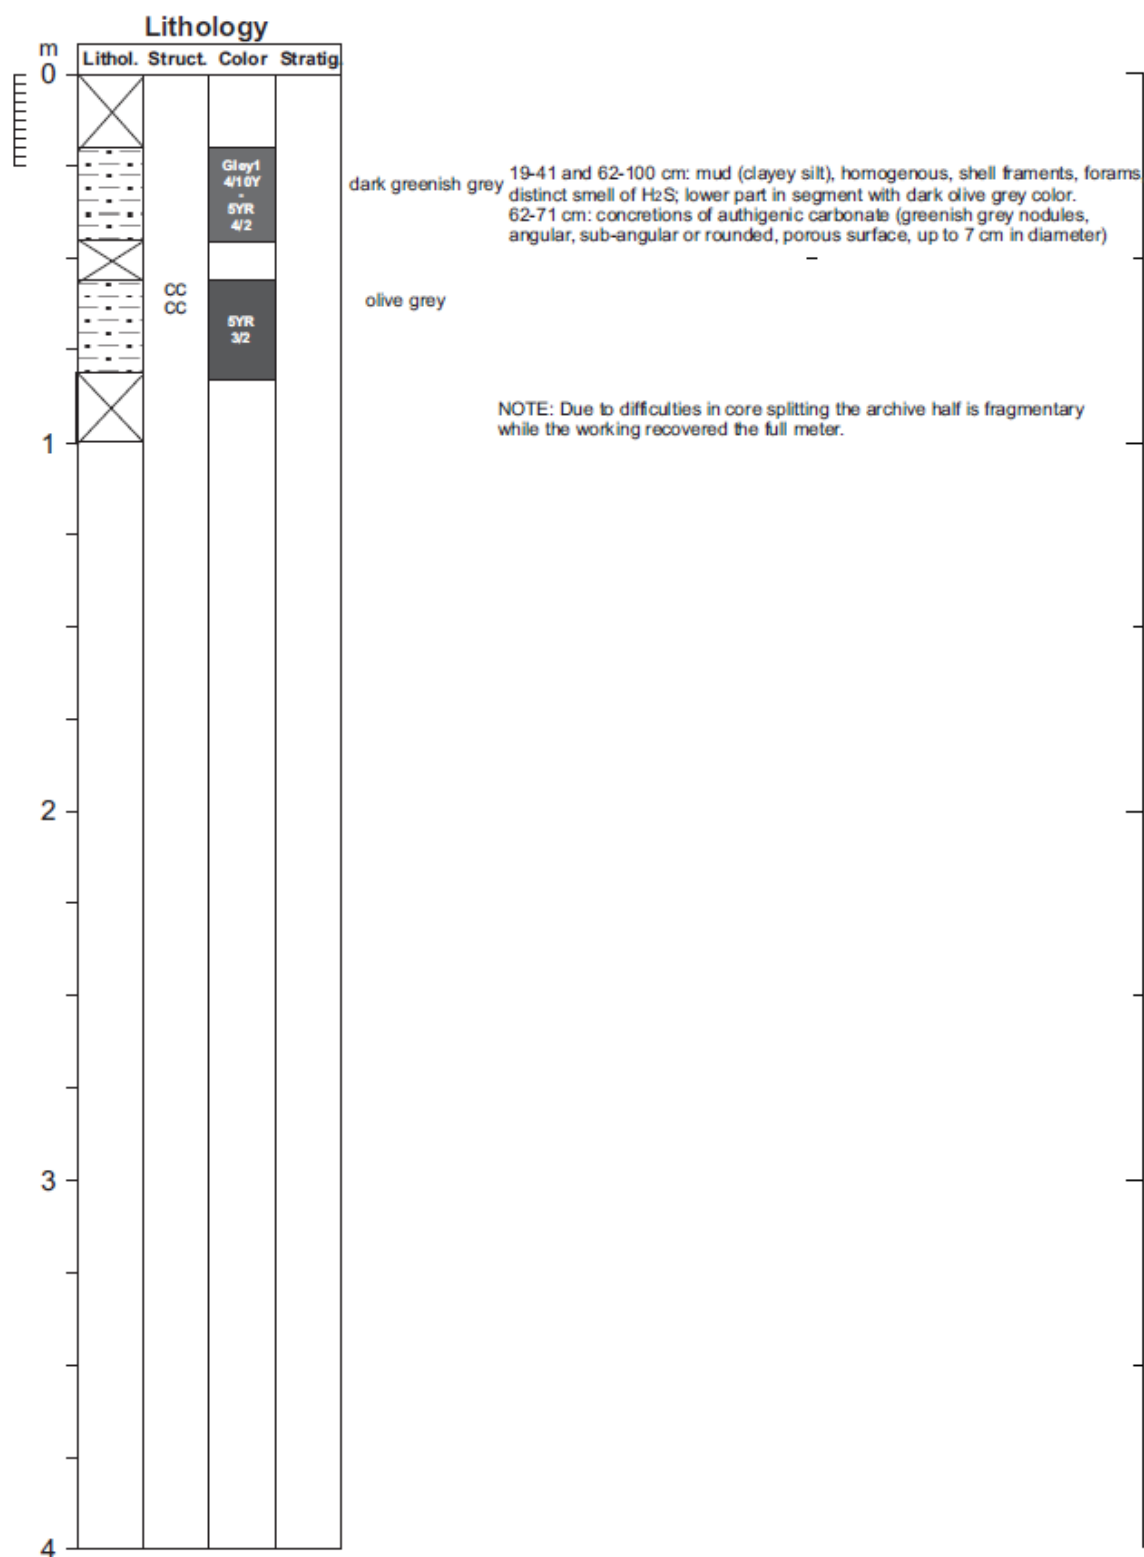 Lithology
m
Lithol. Struct. Color Stratig.
0
Gley1
4/10Y
-
5YR
4/2
dark greenish grey
19-41 and 62-100 cm: mud (clayey silt), homogenous, shell framents, forams
distinct smell of H2S; lower part in segment with dark olive grey color.
62-71 cm: concretions of authigenic carbonate (greenish grey nodules,
angular, sub-angular or rounded, porous surface, up to 7 cm in diameter)
CC
CC
5YR
3/2
olive grey
NOTE: Due to difficulties in core splitting the archive half is fragmentary
while the working recovered the full meter.
1
2
3
4